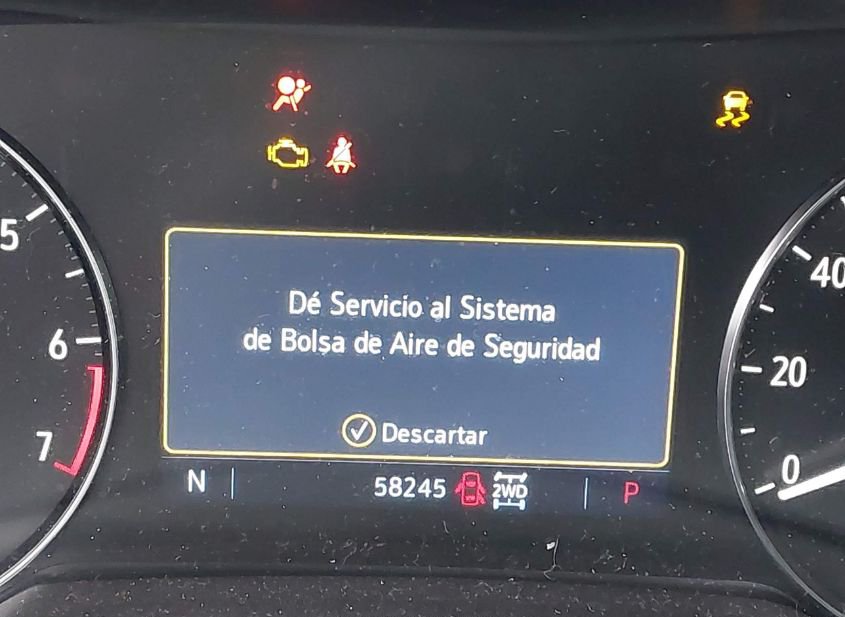 5
6
7
40
20
0
Dé Servicio al Sistema
de Bolsa de Aire de Seguridad
Descartar
N 58245 2WD P